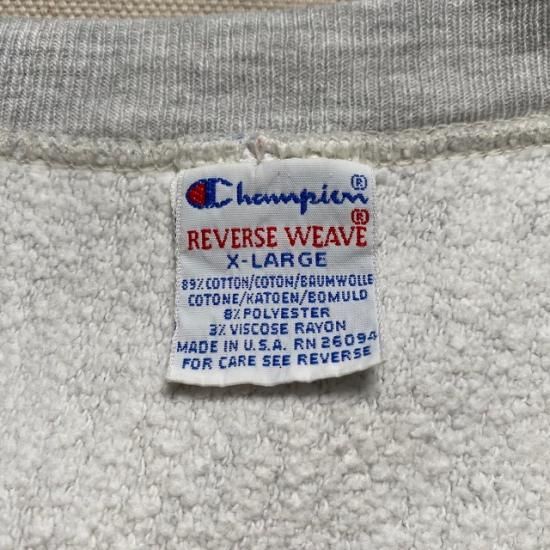 Champion®
REVERSE WEAVE®
X-LARGE
89% COTTON/COTON/BAUMWOLLE
COTONE/KATOEN/BOMULD
8% POLYESTER
3% VISCOSE RAYON
MADE IN U.S.A. RN 26094
FOR CARE SEE REVERSE